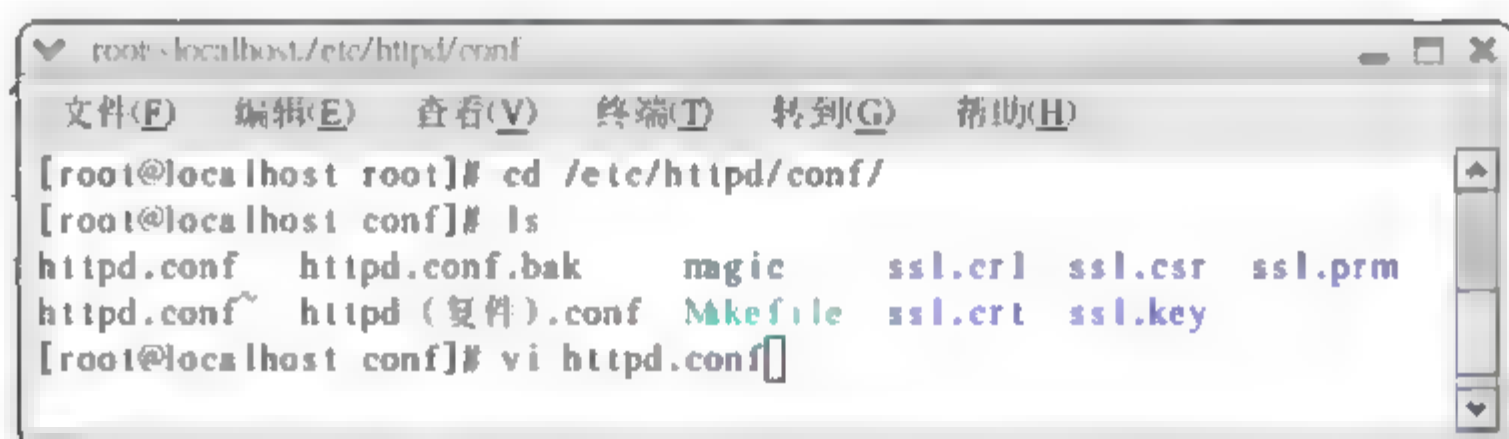 root~localhost:/etc/httpd/conf
文件(F) 编辑(E) 查看(V) 终端(T) 转到(G) 帮助(H)
[root@localhost root]# cd /etc/httpd/conf/
[root@localhost conf]# ls
httpd.conf httpd.conf.bak magic ssl.crl ssl.csr ssl.prm
httpd.conf~ httpd (复件).conf Makefile ssl.crt ssl.key
[root@localhost conf]# vi httpd.conf